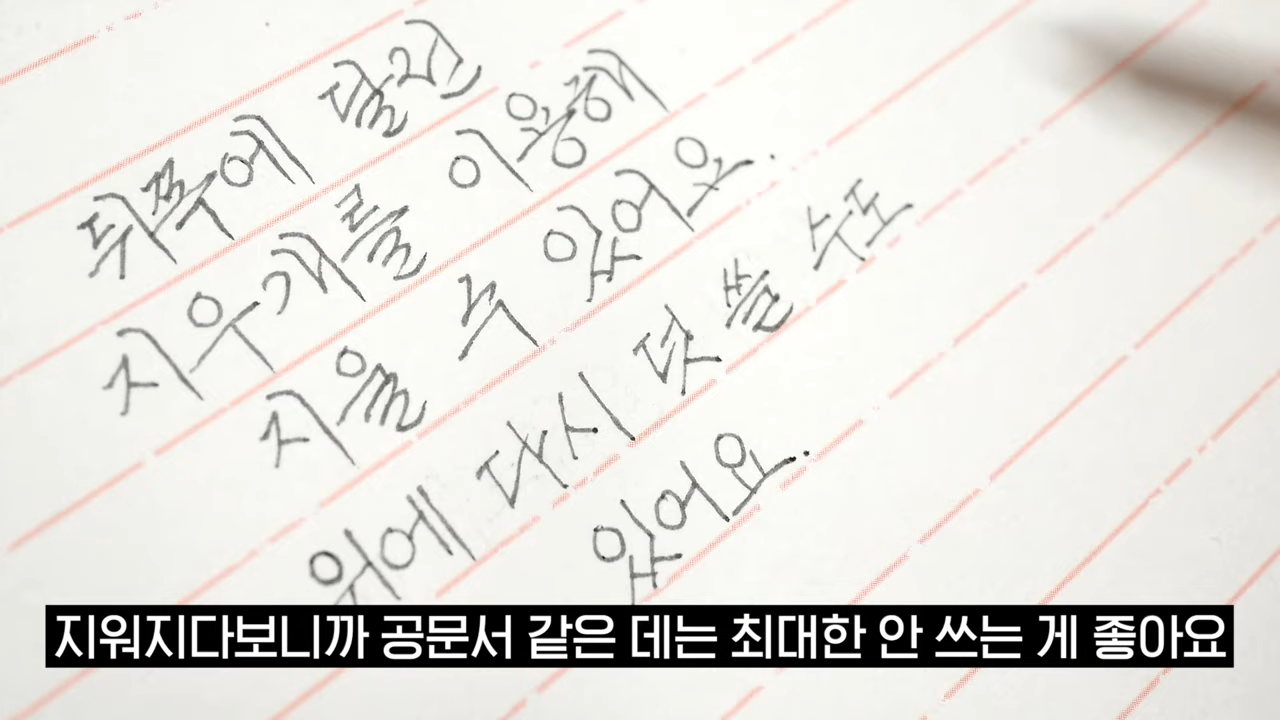 뒤쪽에 달린
지우개를 이용해
지울 수 있어요.
위에 다시 덧 쓸 수도
있어요.
지워지다보니까 공문서 같은 데는 최대한 안 쓰는 게 좋아요